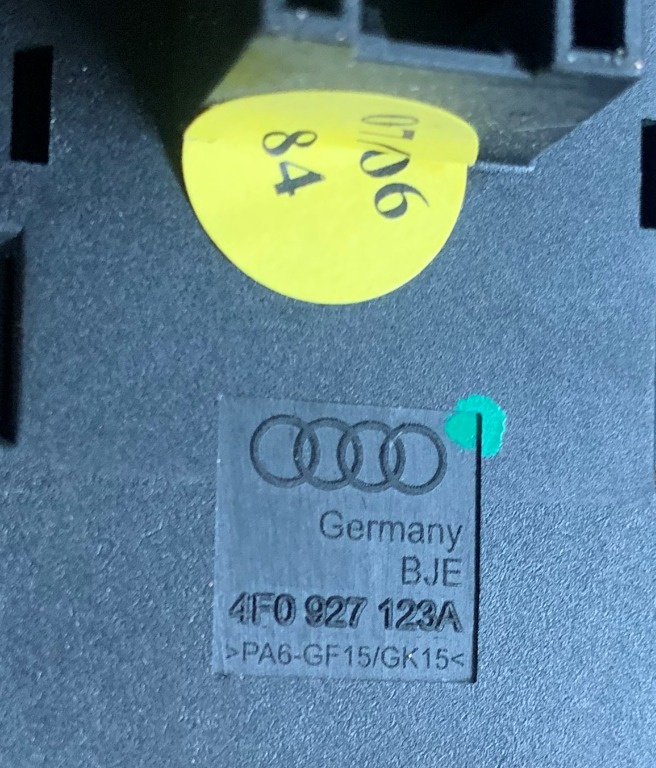 07/06
84
Germany
BJE
4F0 927 123A
>PA6-GF15/GK15<